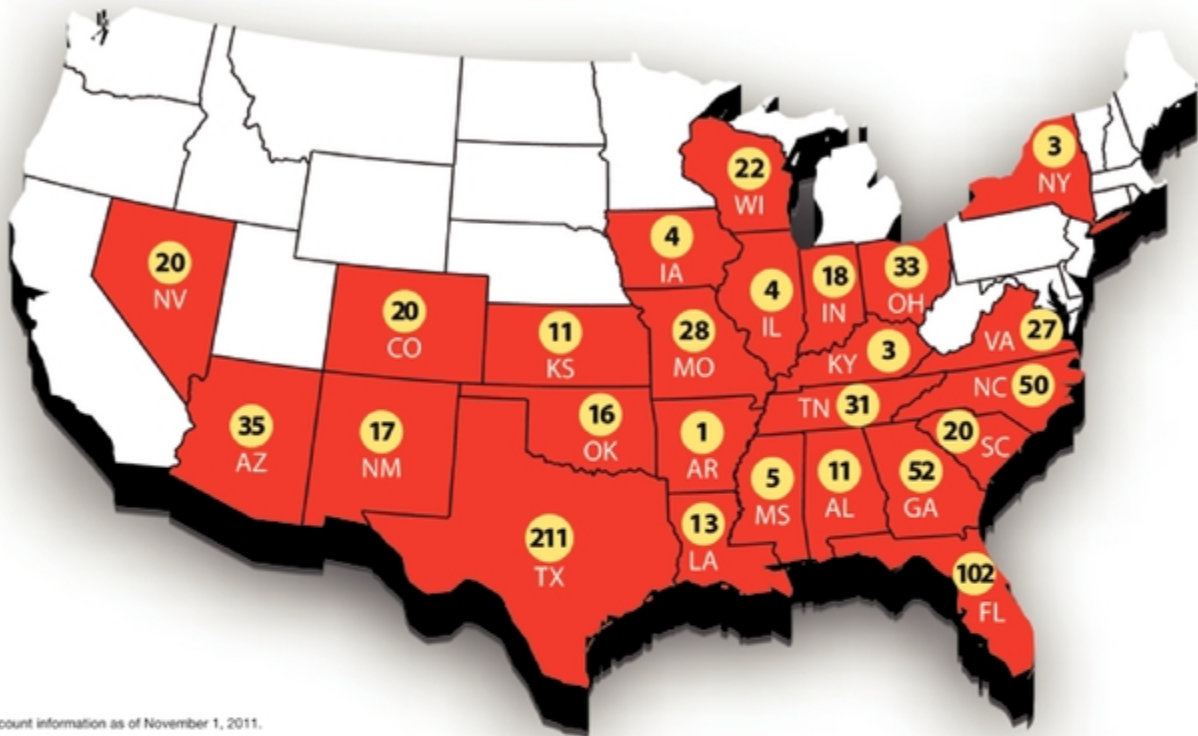 3
NY
22
WI
4
IA
20
NV
4
IL
18
IN
33
OH
20
CO
11
KS
28
MO
KY 3
VA 27
NC 50
TN 31
35
AZ
17
NM
16
OK
1
AR
20 SC
5
MS
11
AL
52
GA
13
LA
211
TX
102
FL
count information as of November 1, 2011.